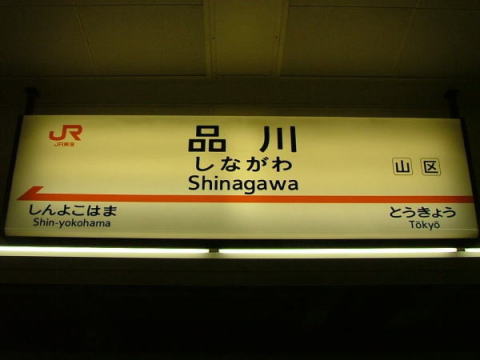 JR
JR東海
品川
しながわ
Shinagawa
山 区
しんよこはま
Shin-yokohama
とうきょう
Tōkyō